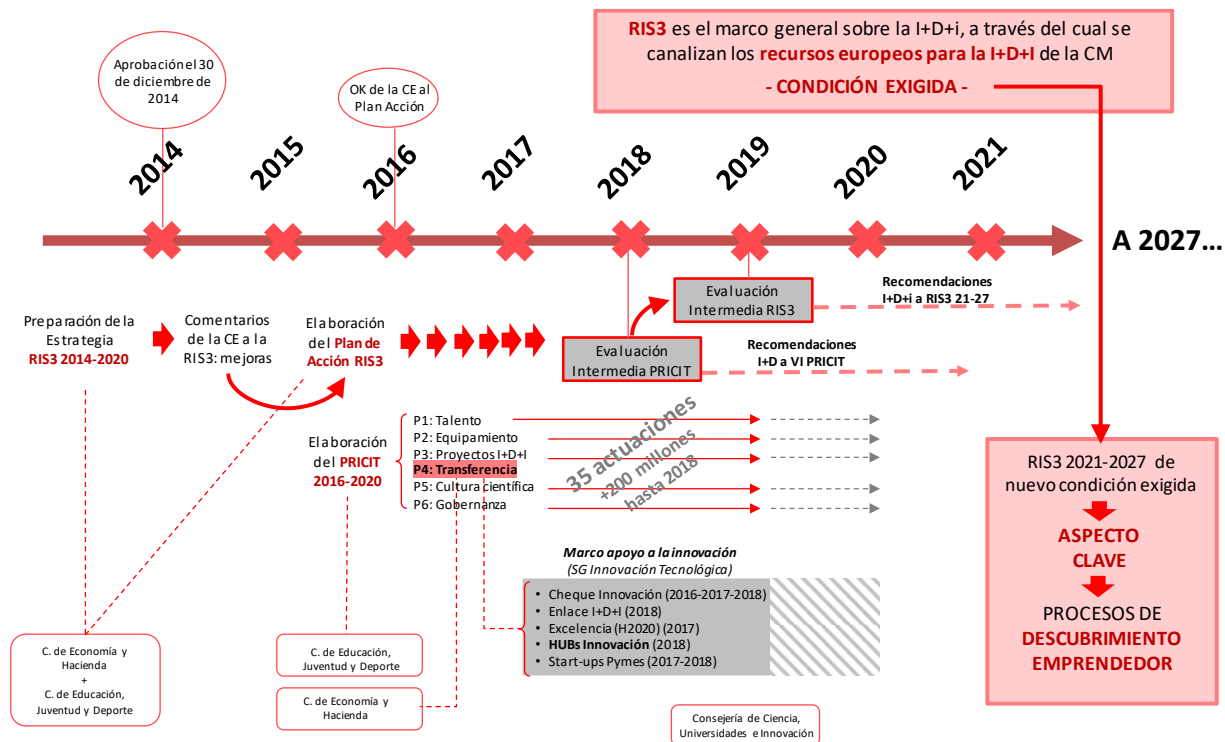 RIS3 es el marco general sobre la I+D+i, a través del cual se
canalizan los recursos europeos para la I+D+I de la CM
- CONDICIÓN EXIGIDA -
Aprobación el 30
de diciembre de
2014
OK de la CE al
Plan Acción
2014
2015
2016
2017
2018
2019
2020
2021
A 2027...
Preparación de la
Estrategia
RIS3 2014-2020
Comentarios
de la CE a la
RIS3: mejoras
Elaboración
del Plan de
Acción RIS3
Evaluación
Intermedia RIS3
Recomendaciones
I+D+i a RIS3 21-27
Evaluación
Intermedia PRICIT
Recomendaciones
I+D a VI PRICIT
Elaboración
del PRICIT
2016-2020
P1: Talento
P2: Equipamiento
P3: Proyectos I+D+I
P4: Transferencia
P5: Cultura científica
P6: Gobernanza
35 actuaciones
+200 millones
hasta 2018
Marco apoyo a la innovación
(SG Innovación Tecnológica)
• Cheque Innovación (2016-2017-2018)
• Enlace I+D+I (2018)
• Excelencia (H2020) (2017)
• HUBs Innovación (2018)
• Start-ups Pymes (2017-2018)
RIS3 2021-2027 de
nuevo condición exigida
ASPECTO
CLAVE
PROCESOS DE
DESCUBRIMIENTO
EMPRENDEDOR
C. de Economía y
Hacienda
+
C. de Educación,
Juventud y Deporte
C. de Educación,
Juventud y Deporte
C. de Economía y
Hacienda
Consejería de Ciencia,
Universidades e Innovación